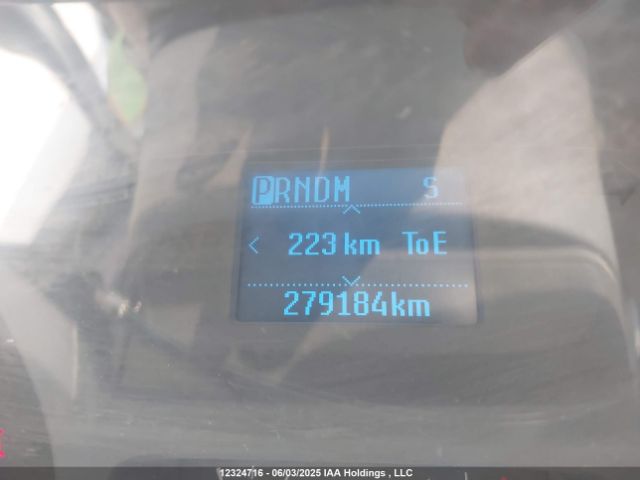 PRNDM S
< 223 km ToE
279184km
12324716 - 06/03/2025 IAA Holdings , LLC